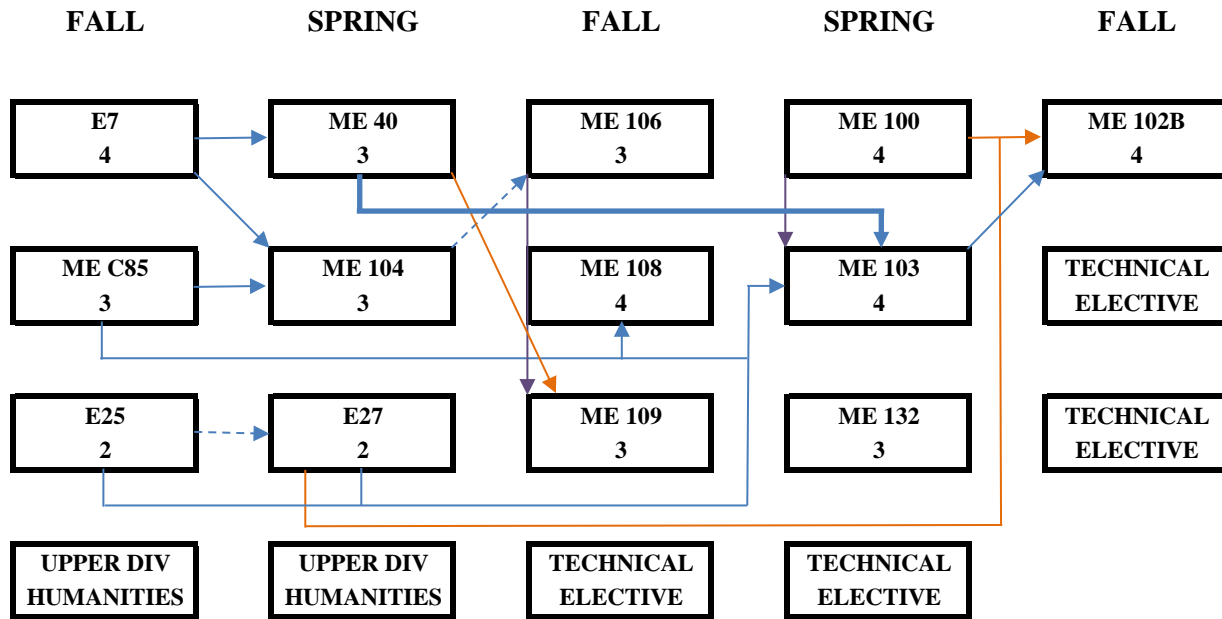 FALL
SPRING
FALL
SPRING
FALL
E7
4
ME 40
3
ME 106
3
ME 100
4
ME 102B
4
ME C85
3
ME 104
3
ME 108
4
ME 103
4
TECHNICAL
ELECTIVE
E25
2
E27
2
ME 109
3
ME 132
3
TECHNICAL
ELECTIVE
UPPER DIV
HUMANITIES
UPPER DIV
HUMANITIES
TECHNICAL
ELECTIVE
TECHNICAL
ELECTIVE